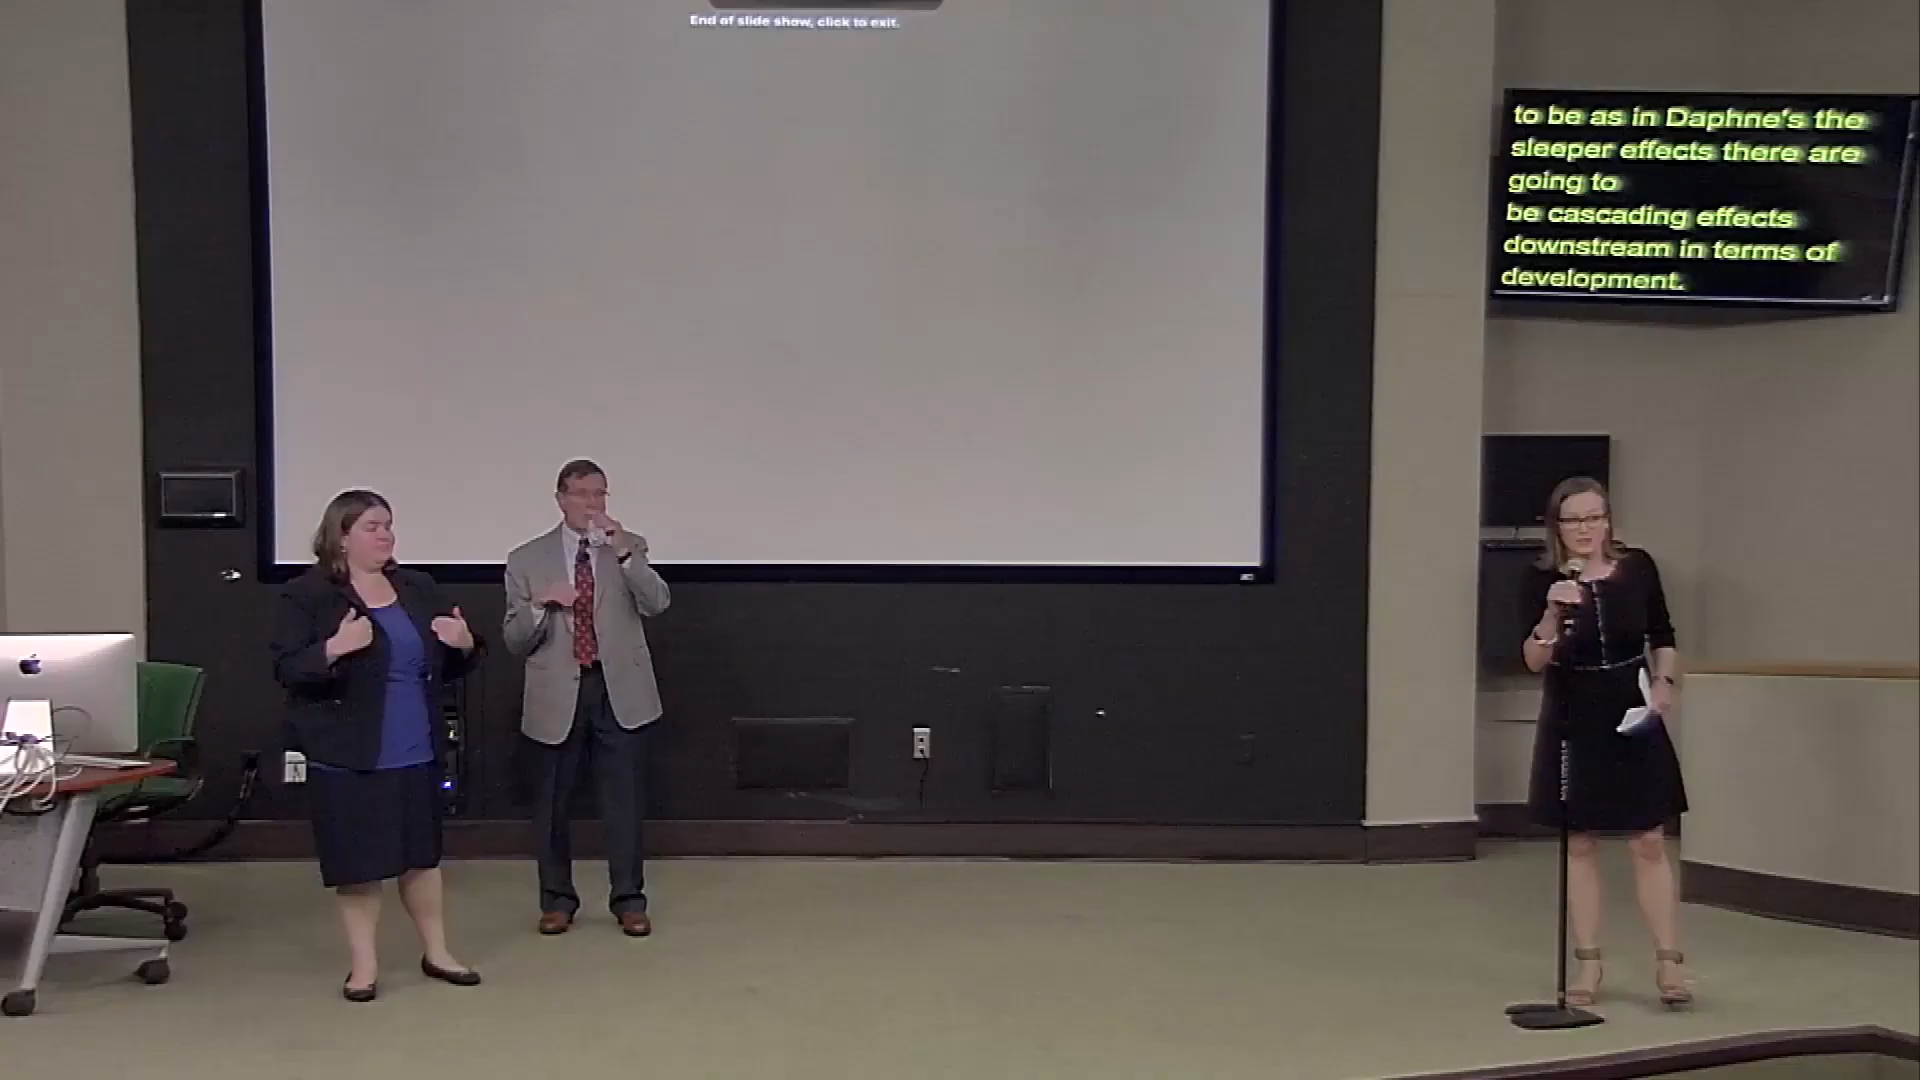 End of slide show, click to exit.
to be as in Daphne's the
sleeper effects there are
going to
be cascading effects
downstream in terms of
development.